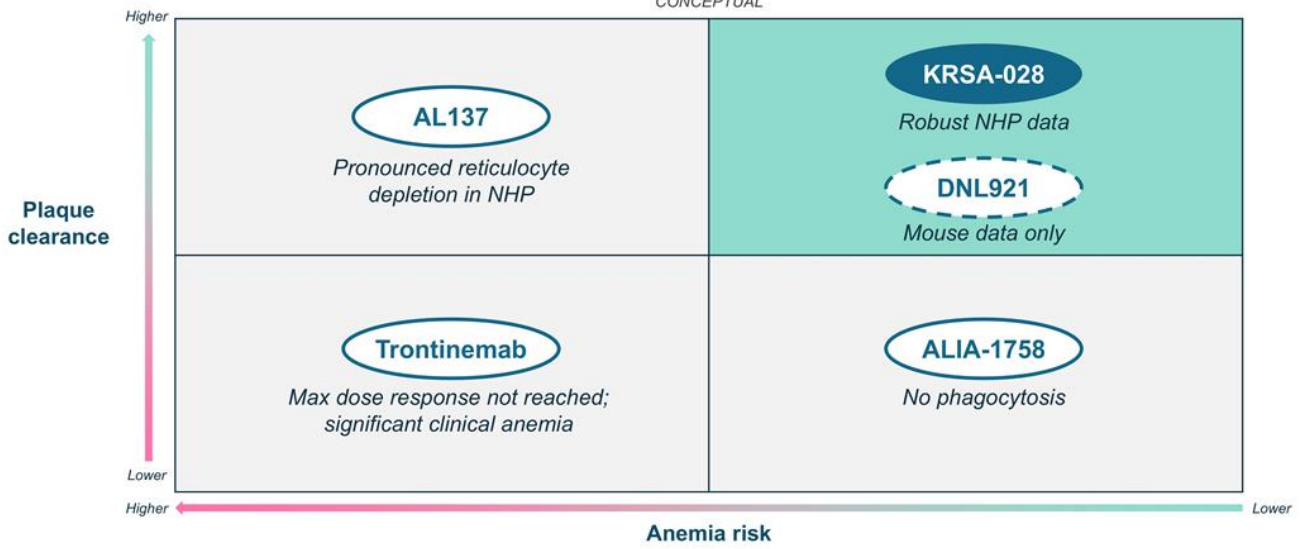 CONCEPTUAL
Higher
KRSA-028
Robust NHP data
AL137
Pronounced reticulocyte
depletion in NHP
DNL921
Mouse data only
Plaque
clearance
Trontinemab
Max dose response not reached;
significant clinical anemia
ALIA-1758
No phagocytosis
Lower
Higher
Lower
Anemia risk